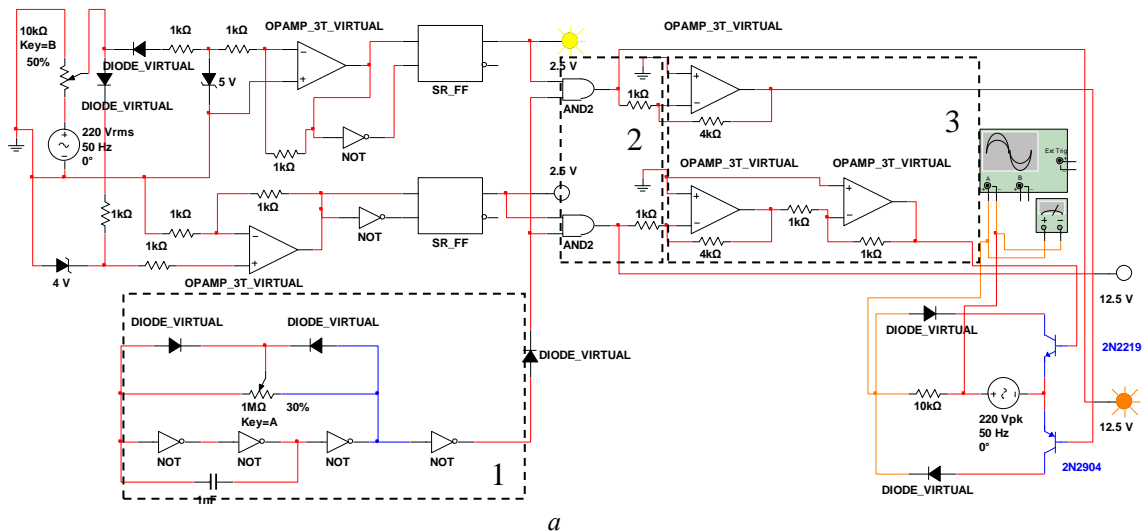 10kΩ
Key=B
50%
1kΩ
1kΩ
OPAMP_3T_VIRTUAL
DIODE_VIRTUAL
DIODE_VIRTUAL
5 V
SR_FF
2.5 V
OPAMP_3T_VIRTUAL
220 Vrms
50 Hz
0°
1kΩ
NOT
AND2
1kΩ
2
4kΩ
3
Ext Trig
A
B
1kΩ
1kΩ
1kΩ
1kΩ
NOT
SR_FF
2.5 V
OPAMP_3T_VIRTUAL
OPAMP_3T_VIRTUAL
1kΩ
1kΩ
AND2
4kΩ
1kΩ
4 V
OPAMP_3T_VIRTUAL
12.5 V
DIODE_VIRTUAL
DIODE_VIRTUAL
DIODE_VIRTUAL
DIODE_VIRTUAL
2N2219
1MΩ
30%
Key=A
10kΩ
220 Vpk
50 Hz
0°
12.5 V
NOT
NOT
NOT
NOT
1nF
1
2N2904
DIODE_VIRTUAL
a